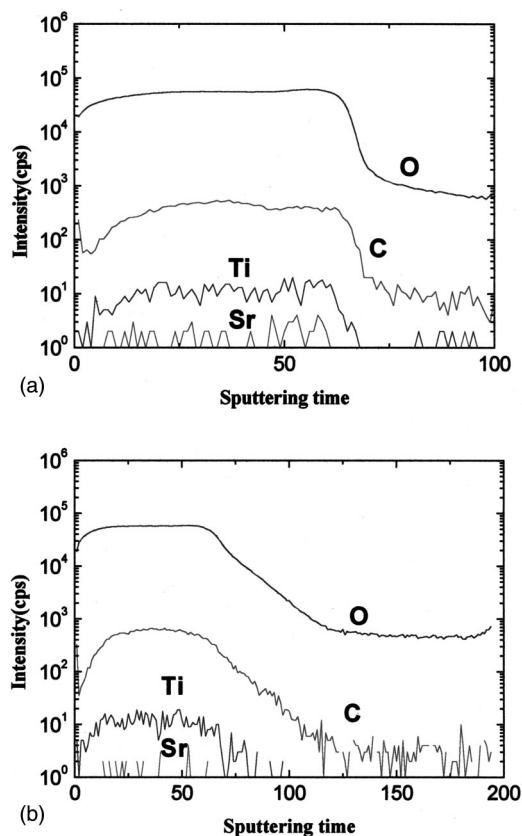 10^6
10^5
10^4
10^3
10^2
10^1
10^0
Intensity(cps)
O
C
Ti
Sr
0 50 100
(a)
Sputtering time
10^6
10^5
10^4
10^3
10^2
10^1
10^0
Intensity(cps)
O
Ti
C
Sr
0 50 100 150 200
(b)
Sputtering time